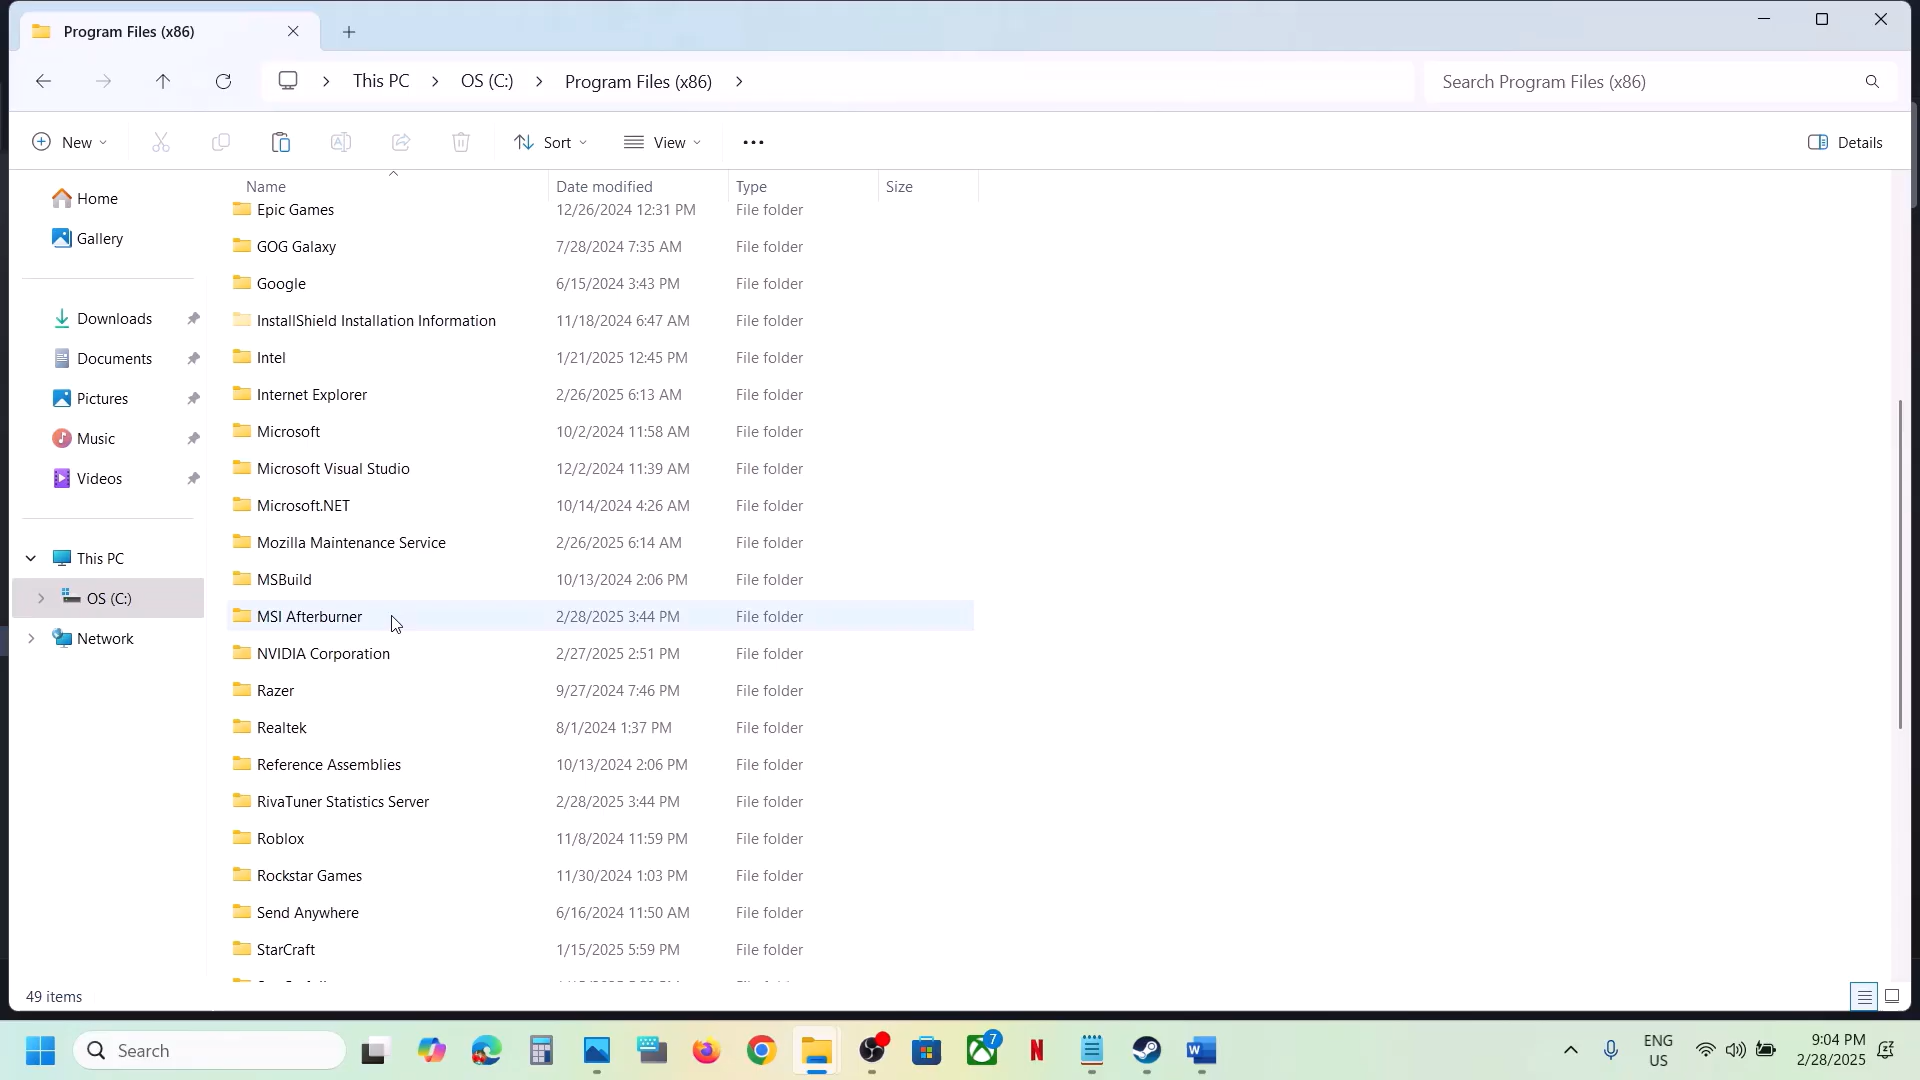 Program Files (x86)
This PC
OS (C:)
Program Files (x86)
Search Program Files (x86)
New
Sort
View
Details
Name
Date modified
Type
Size
Home
Gallery
Downloads
Documents
Pictures
Music
Videos
This PC
OS (C:)
Network
Epic Games 12/26/2024 12:31 PM File folder
GOG Galaxy 7/28/2024 7:35 AM File folder
Google 6/15/2024 3:43 PM File folder
InstallShield Installation Information 11/18/2024 6:47 AM File folder
Intel 1/21/2025 12:45 PM File folder
Internet Explorer 2/26/2025 6:13 AM File folder
Microsoft 10/2/2024 11:58 AM File folder
Microsoft Visual Studio 12/2/2024 11:39 AM File folder
Microsoft.NET 10/14/2024 4:26 AM File folder
Mozilla Maintenance Service 2/26/2025 6:14 AM File folder
MSBuild 10/13/2024 2:06 PM File folder
MSI Afterburner 2/28/2025 3:44 PM File folder
NVIDIA Corporation 2/27/2025 2:51 PM File folder
Razer 9/27/2024 7:46 PM File folder
Realtek 8/1/2024 1:37 PM File folder
Reference Assemblies 10/13/2024 2:06 PM File folder
RivaTuner Statistics Server 2/28/2025 3:44 PM File folder
Roblox 11/8/2024 11:59 PM File folder
Rockstar Games 11/30/2024 1:03 PM File folder
Send Anywhere 6/16/2024 11:50 AM File folder
StarCraft 1/15/2025 5:59 PM File folder
49 items
Search
7
ENG
US
9:04 PM
2/28/2025